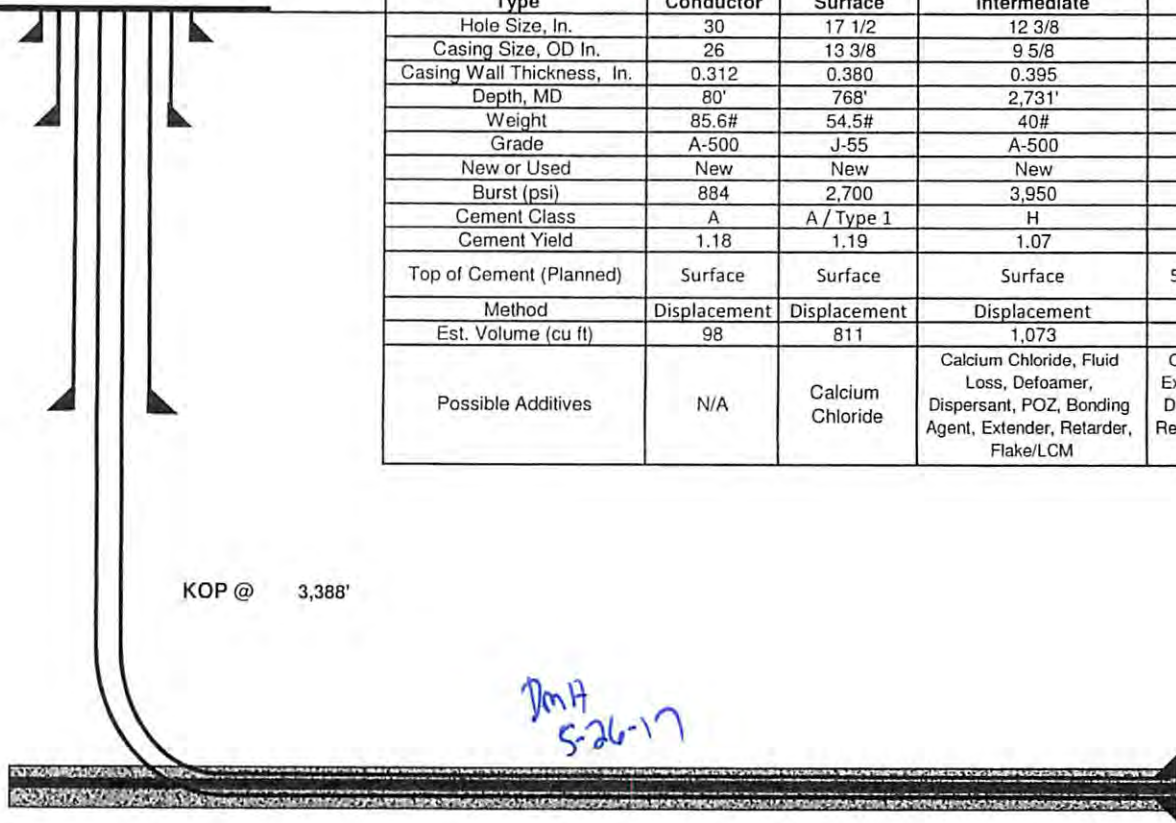 Type Conductor Surface Intermediate
Hole Size, In. 30 17 1/2 12 3/8
Casing Size, OD In. 26 13 3/8 9 5/8
Casing Wall Thickness, In. 0.312 0.380 0.395
Depth, MD 80' 768' 2,731'
Weight 85.6# 54.5# 40#
Grade A-500 J-55 A-500
New or Used New New New
Burst (psi) 884 2,700 3,950
Cement Class A A / Type 1 H
Cement Yield 1.18 1.19 1.07
Top of Cement (Planned) Surface Surface Surface
Method Displacement Displacement Displacement
Est. Volume (cu ft) 98 811 1,073
Possible Additives N/A Calcium Chloride Calcium Chloride, Fluid
Loss, Defoamer,
Dispersant, POZ, Bonding
Agent, Extender, Retarder,
Flake/LCM
KOP @ 3,388'
DmH
5-26-17